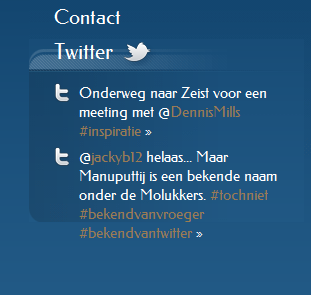 Contact
Twitter
Onderweg naar Zeist voor een
meeting met @DennisMills
#inspiratie »
@jackyb12 helaas... Maar
Manuputtij is een bekende naam
onder de Molukkers. #tochniet
#bekendvanvroeger
#bekendvantwitter »